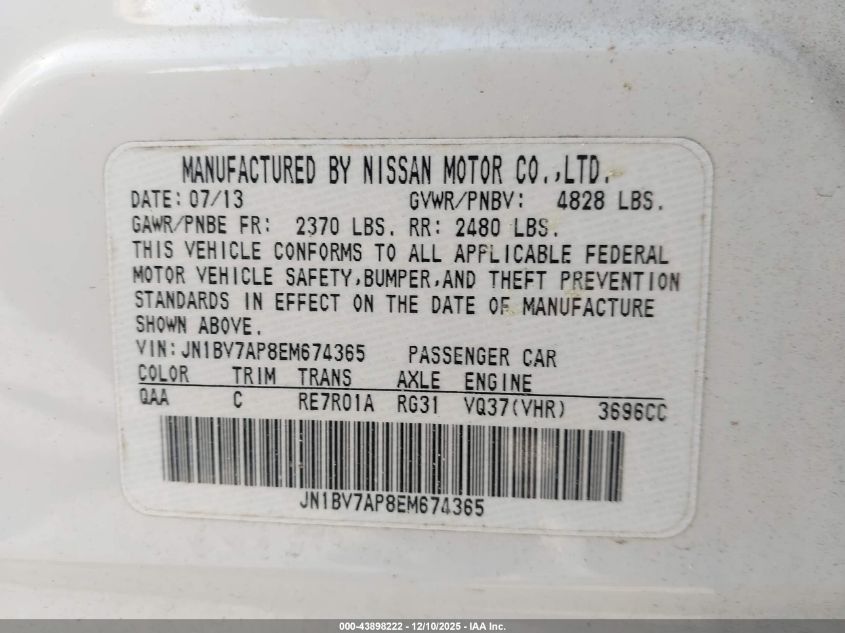 MANUFACTURED BY NISSAN MOTOR CO.,LTD.
DATE: 07/13 GVWR/PNBV: 4828 LBS.
GAWR/PNBE FR: 2370 LBS. RR: 2480 LBS.
THIS VEHICLE CONFORMS TO ALL APPLICABLE FEDERAL
MOTOR VEHICLE SAFETY,BUMPER,AND THEFT PREVENTION
STANDARDS IN EFFECT ON THE DATE OF MANUFACTURE
SHOWN ABOVE.
VIN:JN1BV7AP8EM674365 PASSENGER CAR
COLOR TRIM TRANS AXLE ENGINE
QAA C RE7R01A RG31 VQ37(VHR) 3696CC
JN1BV7AP8EM674365
000-43898222 - 12/10/2025 - IAA Inc.